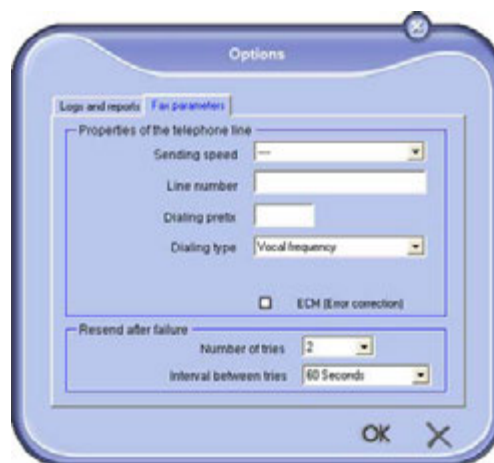 Options
Logs and reports Fax parameters
Properties of the telephone line
Sending speed ---
Line number
Dialing prefix
Dialing type Vocal frequency
ECM (Error correction)
Resend after failure
Number of tries 2
Interval between tries 60 Seconds
OK